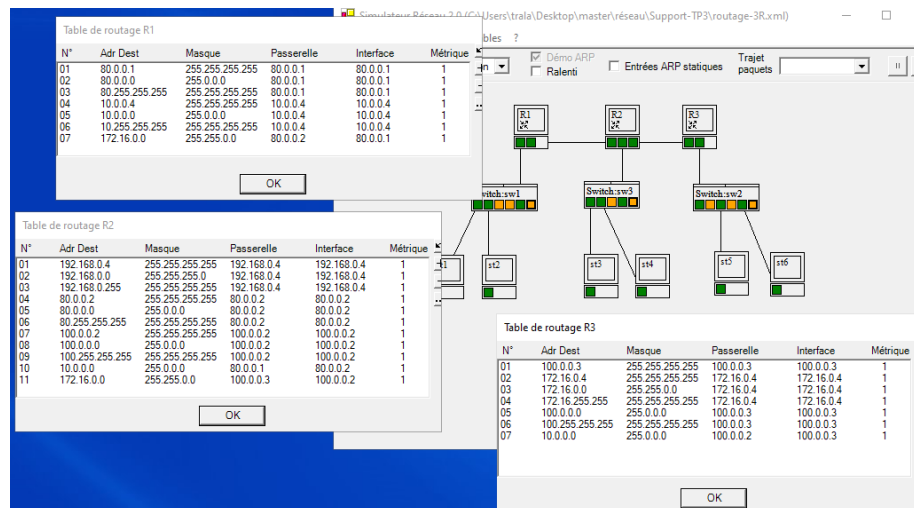 Simulateur Réseau 2.0 (C:\Users\trala\Desktop\master\réseau\Support-TP3\routage-3R.xml)
bles ?
Démo ARP
Ralenti
Entrées ARP statiques
Trajet
paquets
Table de routage R1
N° Adr Dest Masque Passerelle Interface Métrique
01 80.0.0.1 255.255.255.255 80.0.0.1 80.0.0.1 1
02 80.0.0.0 255.0.0.0 80.0.0.1 80.0.0.1 1
03 80.255.255.255 255.255.255.255 80.0.0.1 80.0.0.1 1
04 10.0.0.4 255.255.255.255 10.0.0.4 10.0.0.4 1
05 10.0.0.0 255.0.0.0 10.0.0.4 10.0.0.4 1
06 10.255.255.255 255.255.255.255 10.0.0.4 10.0.0.4 1
07 172.16.0.0 255.255.0.0 80.0.0.2 80.0.0.1 1
OK
R1
R2
R3
witch:sw1
Switch:sw3
Switch:sw2
t1
st2
st3
st4
st5
st6
Table de routage R2
N° Adr Dest Masque Passerelle Interface Métrique
01 192.168.0.4 255.255.255.255 192.168.0.4 192.168.0.4 1
02 192.168.0.0 255.255.255.0 192.168.0.4 192.168.0.4 1
03 192.168.0.255 255.255.255.255 192.168.0.4 192.168.0.4 1
04 80.0.0.2 255.255.255.255 80.0.0.2 80.0.0.2 1
05 80.0.0.0 255.0.0.0 80.0.0.2 80.0.0.2 1
06 80.255.255.255 255.255.255.255 80.0.0.2 80.0.0.2 1
07 100.0.0.2 255.255.255.255 100.0.0.2 100.0.0.2 1
08 100.0.0.0 255.0.0.0 100.0.0.2 100.0.0.2 1
09 100.255.255.255 255.255.255.255 100.0.0.2 100.0.0.2 1
10 10.0.0.0 255.0.0.0 80.0.0.1 80.0.0.2 1
11 172.16.0.0 255.255.0.0 100.0.0.3 100.0.0.2 1
OK
Table de routage R3
N° Adr Dest Masque Passerelle Interface Métrique
01 100.0.0.3 255.255.255.255 100.0.0.3 100.0.0.3 1
02 172.16.0.4 255.255.255.255 172.16.0.4 172.16.0.4 1
03 172.16.0.0 255.255.0.0 172.16.0.4 172.16.0.4 1
04 172.16.255.255 255.255.255.255 172.16.0.4 172.16.0.4 1
05 100.0.0.0 255.0.0.0 100.0.0.3 100.0.0.3 1
06 100.255.255.255 255.255.255.255 100.0.0.3 100.0.0.3 1
07 10.0.0.0 255.0.0.0 100.0.0.2 100.0.0.3 1
OK